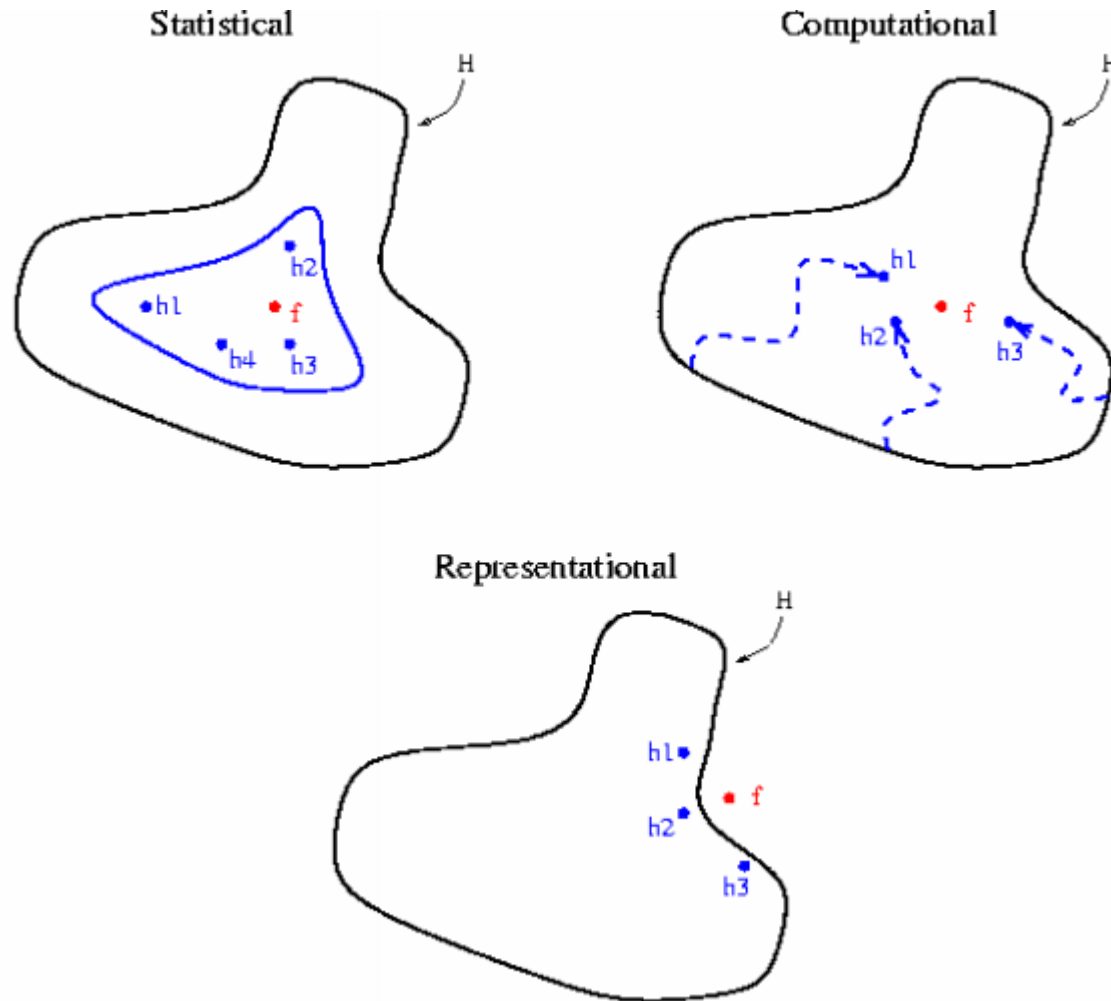 Statistical
H
h2
h1
f
h4
h3
Computational
H
h1
f
h2
h3
Representational
H
h1
f
h2
h3